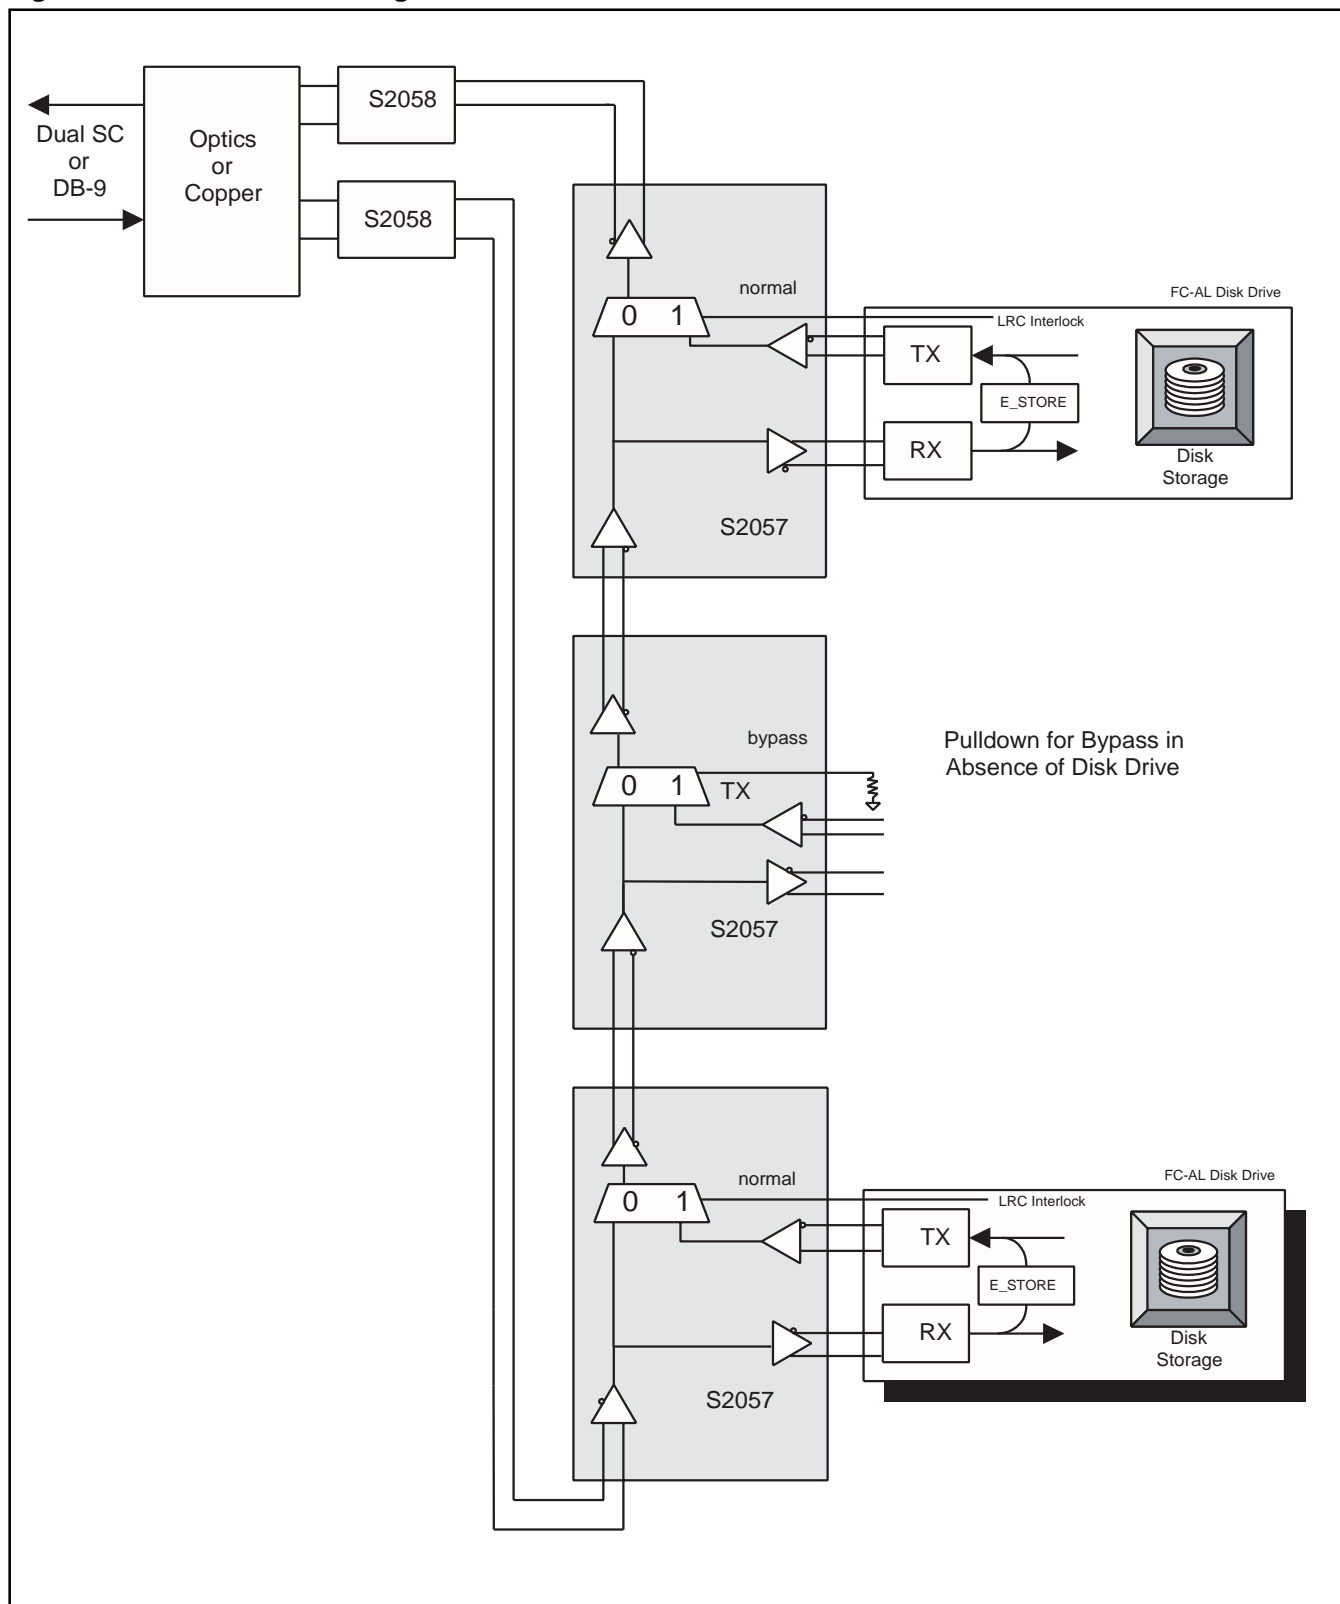 S2058
Dual SC
or
DB-9
Optics
or
Copper
S2058
normal
FC-AL Disk Drive
0 1
LRC Interlock
TX
E_STORE
RX
Disk
Storage
S2057
bypass
Pulldown for Bypass in
Absence of Disk Drive
0 1
TX
S2057
normal
FC-AL Disk Drive
0 1
LRC Interlock
TX
E_STORE
RX
Disk
Storage
S2057